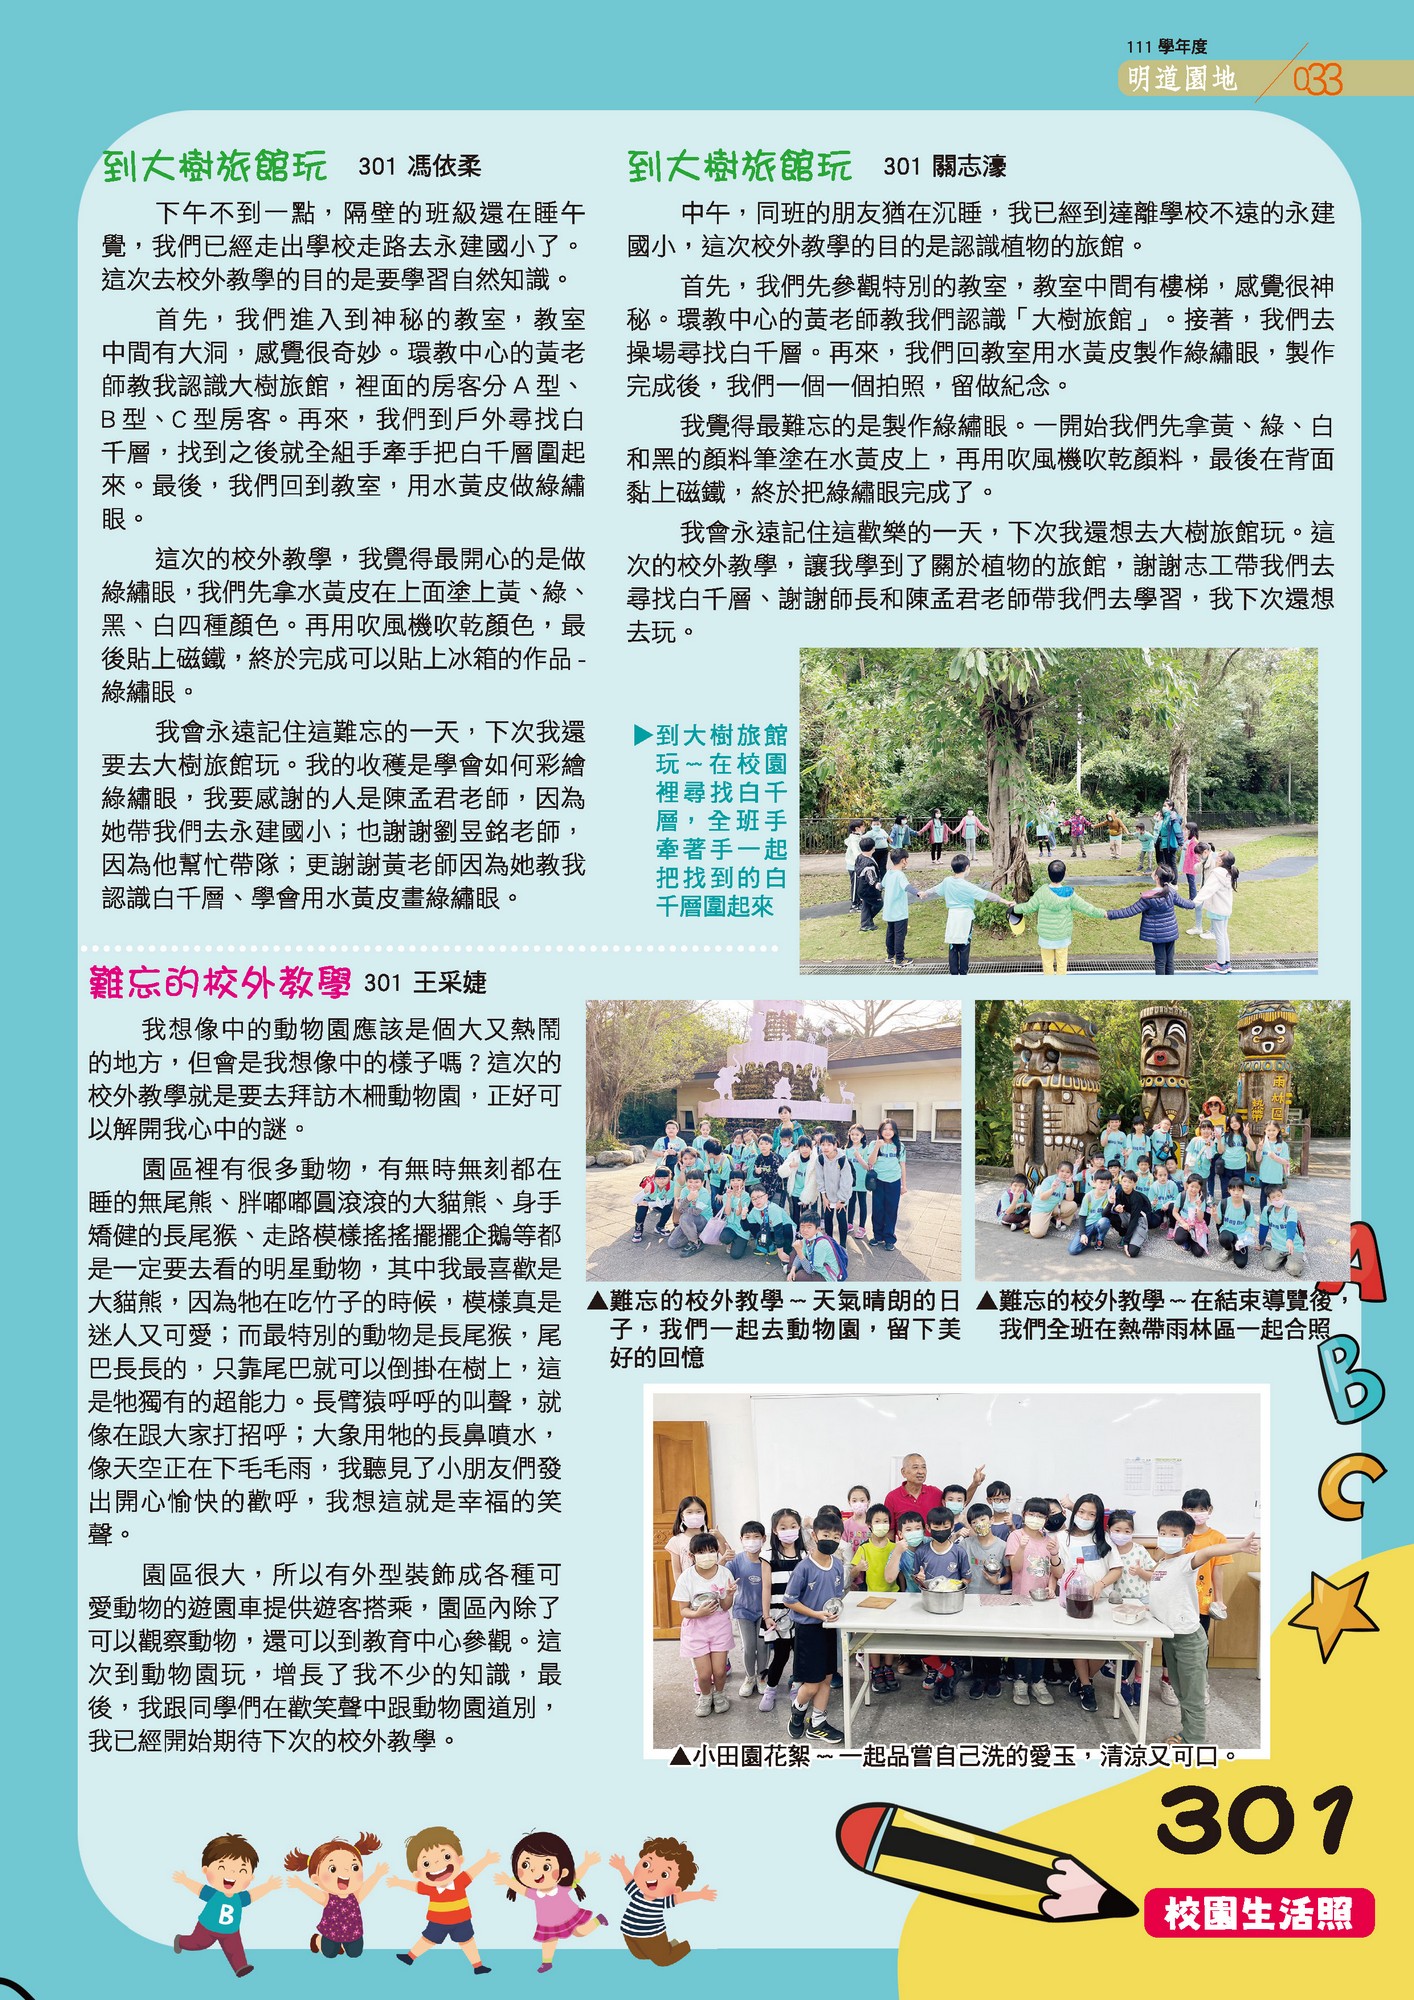 111 學年度
明道園地
033
到大樹旅館玩 301 馮依柔
下午不到一點，隔壁的班級還在睡午
覺，我們已經走出學校走路去永建國小了。
這次去校外教學的目的是要學習自然知識。
首先，我們進入到神秘的教室，教室
中間有大洞，感覺很奇妙。環教中心的黃老
師教我認識大樹旅館，裡面的房客分 A 型、
B 型、C 型房客。再來，我們到戶外尋找白
千層，找到之後就全組手牽手把白千層圍起
來。最後，我們回到教室，用水黃皮做綠繡
眼。
這次的校外教學，我覺得最開心的是做
綠繡眼，我們先拿水黃皮在上面塗上黃、綠、
黑、白四種顏色。再用吹風機吹乾顏色，最
後貼上磁鐵，終於完成可以貼上冰箱的作品 -
綠繡眼。
我會永遠記住這難忘的一天，下次我還
要去大樹旅館玩。我的收穫是學會如何彩繪
綠繡眼，我要感謝的人是陳孟君老師，因為
她帶我們去永建國小；也謝謝劉昱銘老師，
因為他幫忙帶隊；更謝謝黃老師因為她教我
認識白千層、學會用水黃皮畫綠繡眼。
到大樹旅館玩 301 關志濠
中午，同班的朋友猶在沉睡，我已經到達離學校不遠的永建
國小，這次校外教學的目的是認識植物的旅館。
首先，我們先參觀特別的教室，教室中間有樓梯，感覺很神
秘。環教中心的黃老師教我們認識「大樹旅館」。接著，我們去
操場尋找白千層。再來，我們回教室用水黃皮製作綠繡眼，製作
完成後，我們一個一個拍照，留做紀念。
我覺得最難忘的是製作綠繡眼。一開始我們先拿黃、綠、白
和黑的顏料筆塗在水黃皮上，再用吹風機吹乾顏料，最後在背面
黏上磁鐵，終於把綠繡眼完成了。
我會永遠記住這歡樂的一天，下次我還想去大樹旅館玩。這
次的校外教學，讓我學到了關於植物的旅館，謝謝志工帶我們去
尋找白千層、謝謝師長和陳孟君老師帶我們去學習，我下次還想
去玩。
▶到大樹旅館
玩~在校園
裡尋找白千
層，全班手
牽著手一起
把找到的白
千層圍起來
難忘的校外教學 301 王采婕
我想像中的動物園應該是個大又熱鬧
的地方，但會是我想像中的樣子嗎？這次的
校外教學就是要去拜訪木柵動物園，正好可
以解開我心中的謎。
園區裡有很多動物，有無時無刻都在
睡的無尾熊、胖嘟嘟圓滾滾的大貓熊、身手
矯健的長尾猴、走路模樣搖搖擺擺企鵝等都
是一定要去看的明星動物，其中我最喜歡是
大貓熊，因為牠在吃竹子的時候，模樣真是
迷人又可愛；而最特別的動物是長尾猴，尾
巴長長的，只靠尾巴就可以倒掛在樹上，這
是牠獨有的超能力。長臂猿呼呼的叫聲，就
像在跟大家打招呼；大象用牠的長鼻噴水，
像天空正在下毛毛雨，我聽見了小朋友們發
出開心愉快的歡呼，我想這就是幸福的笑
聲。
園區很大，所以有外型裝飾成各種可
愛動物的遊園車提供遊客搭乘，園區內除了
可以觀察動物，還可以到教育中心參觀。這
次到動物園玩，增長了我不少的知識，最
後，我跟同學們在歡笑聲中跟動物園道別，
我已經開始期待下次的校外教學。
熱帶
雨林區
▲難忘的校外教學~天氣晴朗的日
子，我們一起去動物園，留下美
好的回憶
▲難忘的校外教學~在結束導覽後，
我們全班在熱帶雨林區一起合照
A
B
C
▲小田園花絮~一起品嘗自己洗的愛玉，清涼又可口。
B
301
校園生活照